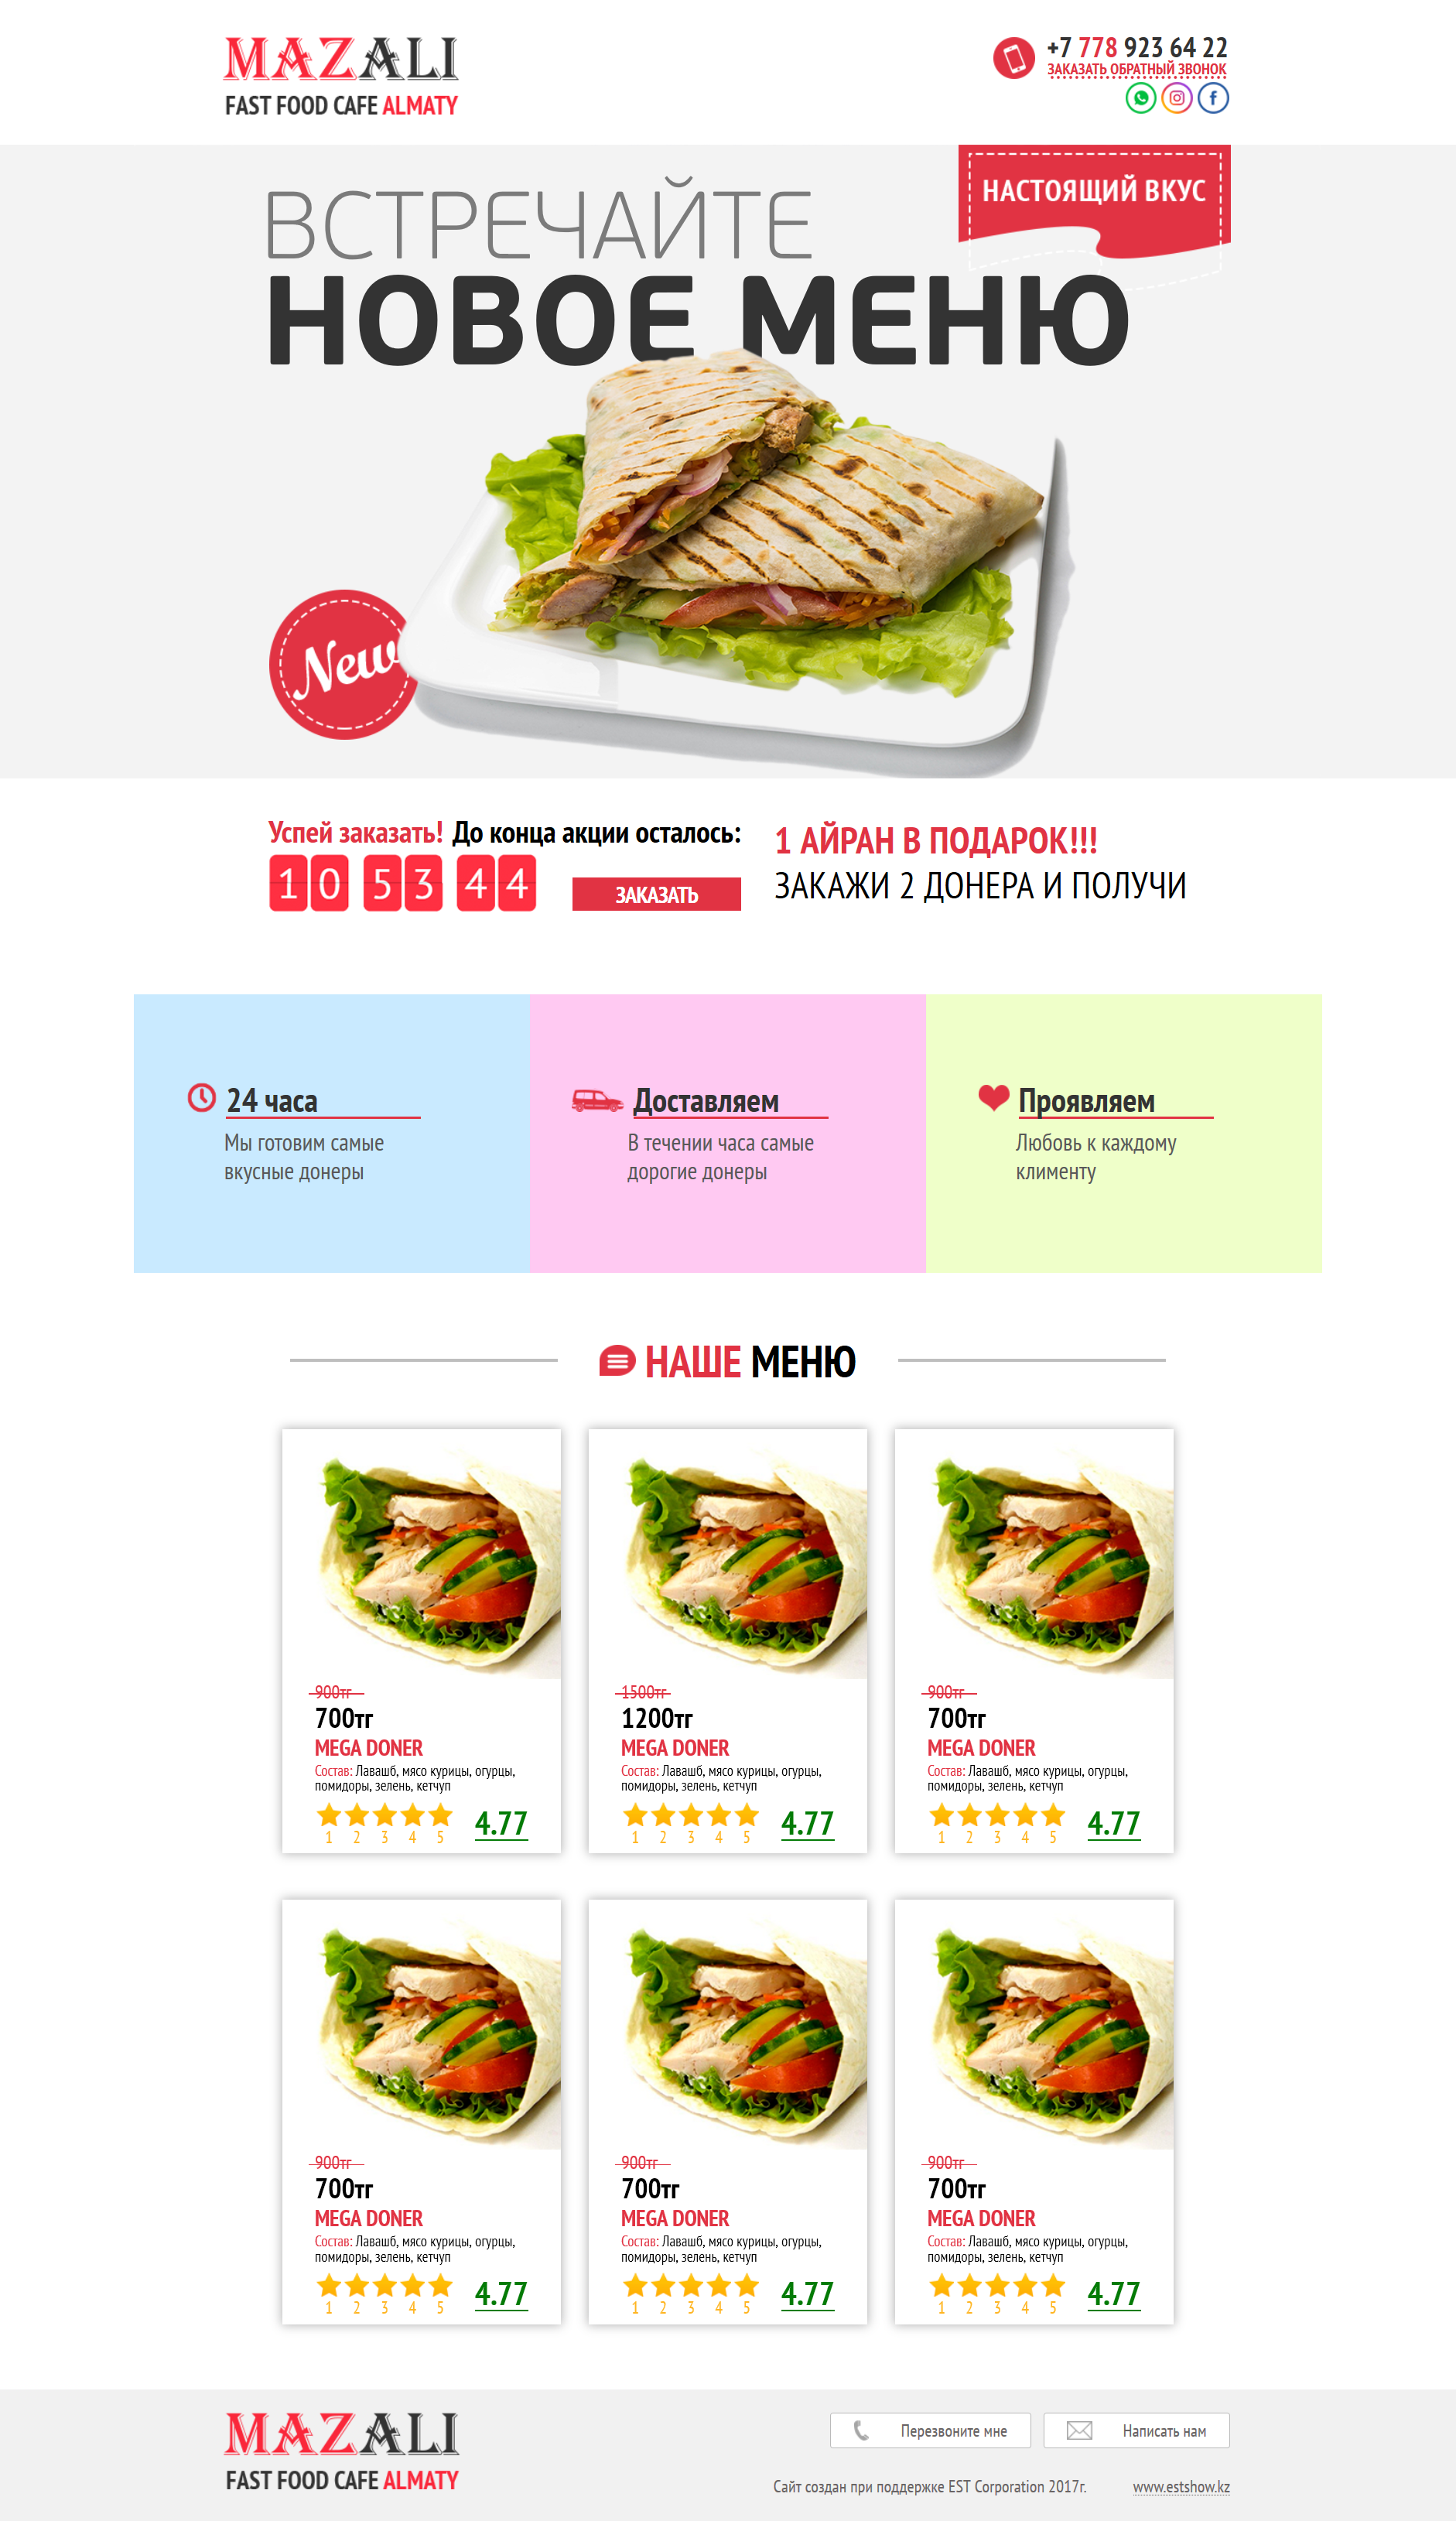 MAZALI
FAST FOOD CAFE ALMATY
+7 778 923 64 22
ЗАКАЗАТЬ ОБРАТНЫЙ ЗВОНОК
НАСТОЯЩИЙ ВКУС
ВСТРЕЧАЙТЕ
НОВОЕ МЕНЮ
New
Успей заказать! До конца акции осталось:
10 53 44
ЗАКАЗАТЬ
1 АЙРАН В ПОДАРОК!!!
ЗАКАЖИ 2 ДОНЕРА И ПОЛУЧИ
24 часа
Мы готовим самые
вкусные донеры
Доставляем
В течении часа самые
дорогие донеры
Проявляем
Любовь к каждому
клименту
НАШЕ МЕНЮ
900тг
700тг
MEGA DONER
Состав: Лавашб, мясо курицы, огурцы,
помидоры, зелень, кетчуп
1 2 3 4 5
4.77
1500тг
1200тг
MEGA DONER
Состав: Лавашб, мясо курицы, огурцы,
помидоры, зелень, кетчуп
1 2 3 4 5
4.77
900тг
700тг
MEGA DONER
Состав: Лавашб, мясо курицы, огурцы,
помидоры, зелень, кетчуп
1 2 3 4 5
4.77
900тг
700тг
MEGA DONER
Состав: Лавашб, мясо курицы, огурцы,
помидоры, зелень, кетчуп
1 2 3 4 5
4.77
900тг
700тг
MEGA DONER
Состав: Лавашб, мясо курицы, огурцы,
помидоры, зелень, кетчуп
1 2 3 4 5
4.77
900тг
700тг
MEGA DONER
Состав: Лавашб, мясо курицы, огурцы,
помидоры, зелень, кетчуп
1 2 3 4 5
4.77
MAZALI
FAST FOOD CAFE ALMATY
Перезвоните мне
Написать нам
Сайт создан при поддержке EST Corporation 2017г.
www.estshow.kz